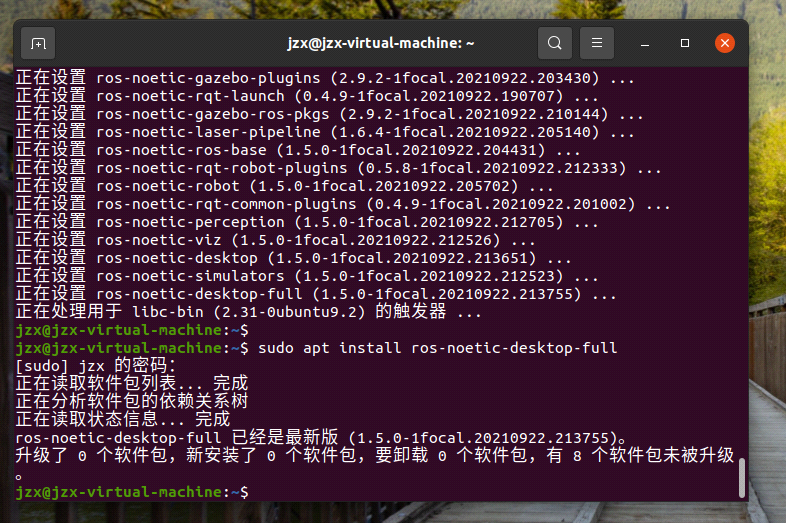 jzx@jzx-virtual-machine: ~
正在设置 ros-noetic-gazebo-plugins (2.9.2-1focal.20210922.203430) ...
正在设置 ros-noetic-rqt-launch (0.4.9-1focal.20210922.190707) ...
正在设置 ros-noetic-gazebo-ros-pkgs (2.9.2-1focal.20210922.210144) ...
正在设置 ros-noetic-laser-pipeline (1.6.4-1focal.20210922.205140) ...
正在设置 ros-noetic-ros-base (1.5.0-1focal.20210922.204431) ...
正在设置 ros-noetic-rqt-robot-plugins (0.5.8-1focal.20210922.212333) ...
正在设置 ros-noetic-robot (1.5.0-1focal.20210922.205702) ...
正在设置 ros-noetic-rqt-common-plugins (0.4.9-1focal.20210922.201002) ...
正在设置 ros-noetic-perception (1.5.0-1focal.20210922.212705) ...
正在设置 ros-noetic-viz (1.5.0-1focal.20210922.212526) ...
正在设置 ros-noetic-desktop (1.5.0-1focal.20210922.213651) ...
正在设置 ros-noetic-simulators (1.5.0-1focal.20210922.212523) ...
正在设置 ros-noetic-desktop-full (1.5.0-1focal.20210922.213755) ...
正在处理用于 libc-bin (2.31-0ubuntu9.2) 的触发器 ...
jzx@jzx-virtual-machine:~$
jzx@jzx-virtual-machine:~$ sudo apt install ros-noetic-desktop-full
[sudo] jzx 的密码：
正在读取软件包列表... 完成
正在分析软件包的依赖关系树
正在读取状态信息... 完成
ros-noetic-desktop-full 已经是最新版 (1.5.0-1focal.20210922.213755)。
升级了 0 个软件包，新安装了 0 个软件包，要卸载 0 个软件包，有 8 个软件包未被升级
。
jzx@jzx-virtual-machine:~$